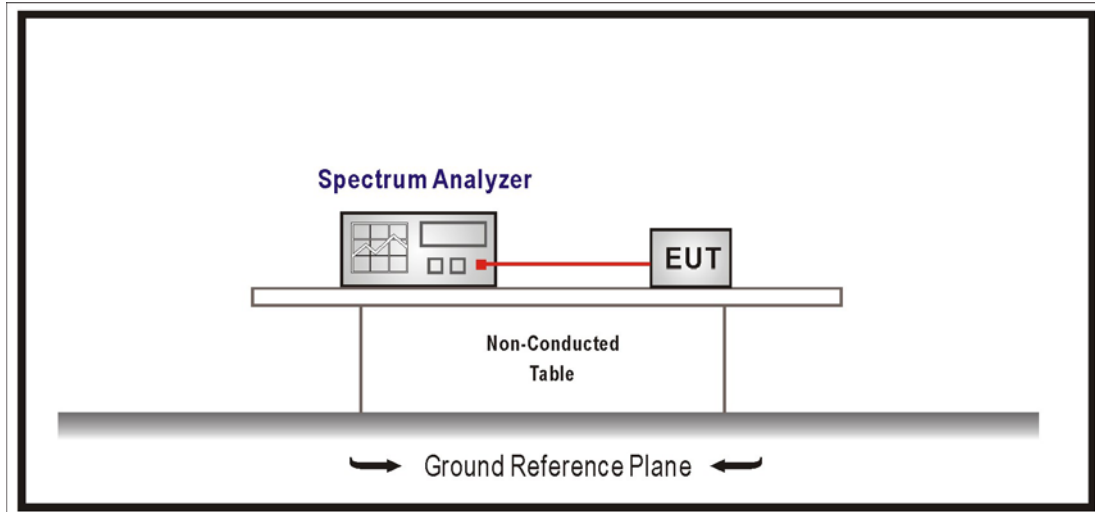 Spectrum Analyzer
EUT
Non-Conducted
Table
Ground Reference Plane